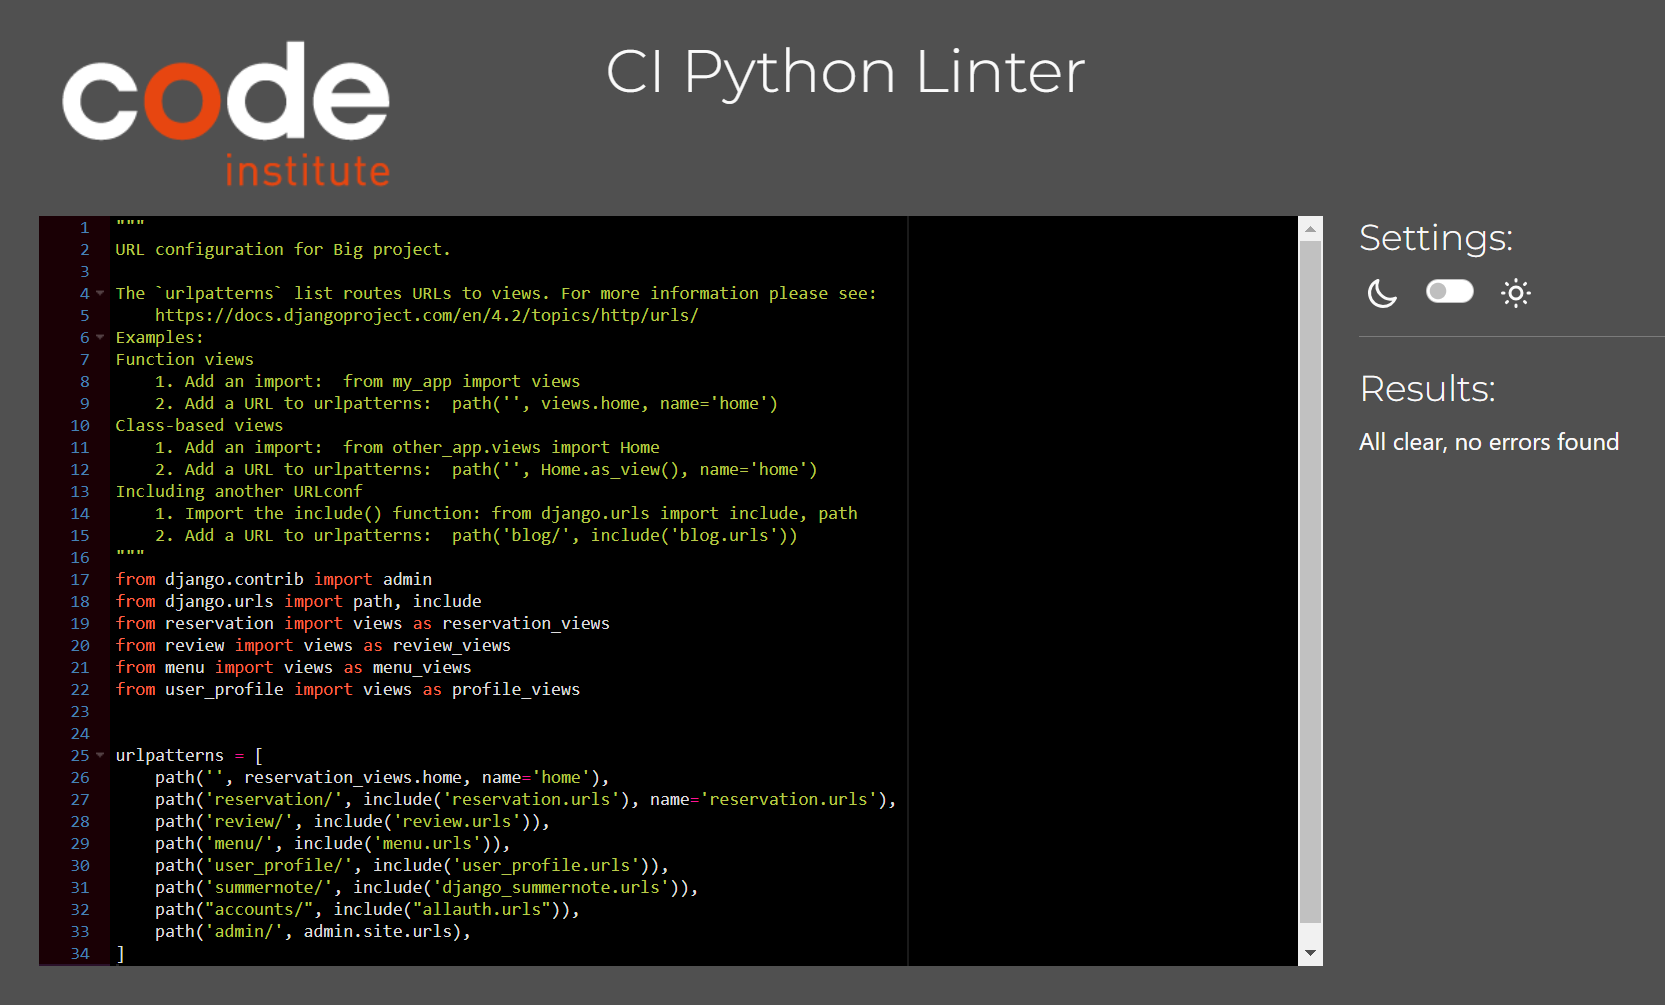 code
institute
CI Python Linter
1 """
2 URL configuration for Big project.
3
4 The `urlpatterns` list routes URLs to views. For more information please see:
5     https://docs.djangoproject.com/en/4.2/topics/http/urls/
6 Examples:
7 Function views
8     1. Add an import:  from my_app import views
9     2. Add a URL to urlpatterns:  path('', views.home, name='home')
10 Class-based views
11     1. Add an import:  from other_app.views import Home
12     2. Add a URL to urlpatterns:  path('', Home.as_view(), name='home')
13 Including another URLconf
14     1. Import the include() function: from django.urls import include, path
15     2. Add a URL to urlpatterns:  path('blog/', include('blog.urls'))
16 """
17 from django.contrib import admin
18 from django.urls import path, include
19 from reservation import views as reservation_views
20 from review import views as review_views
21 from menu import views as menu_views
22 from user_profile import views as profile_views
23
24
25 urlpatterns = [
26     path('', reservation_views.home, name='home'),
27     path('reservation/', include('reservation.urls'), name='reservation.urls'),
28     path('review/', include('review.urls')),
29     path('menu/', include('menu.urls')),
30     path('user_profile/', include('user_profile.urls')),
31     path('summernote/', include('django_summernote.urls')),
32     path("accounts/", include("allauth.urls")),
33     path('admin/', admin.site.urls),
34 ]
Settings:
Results:
All clear, no errors found